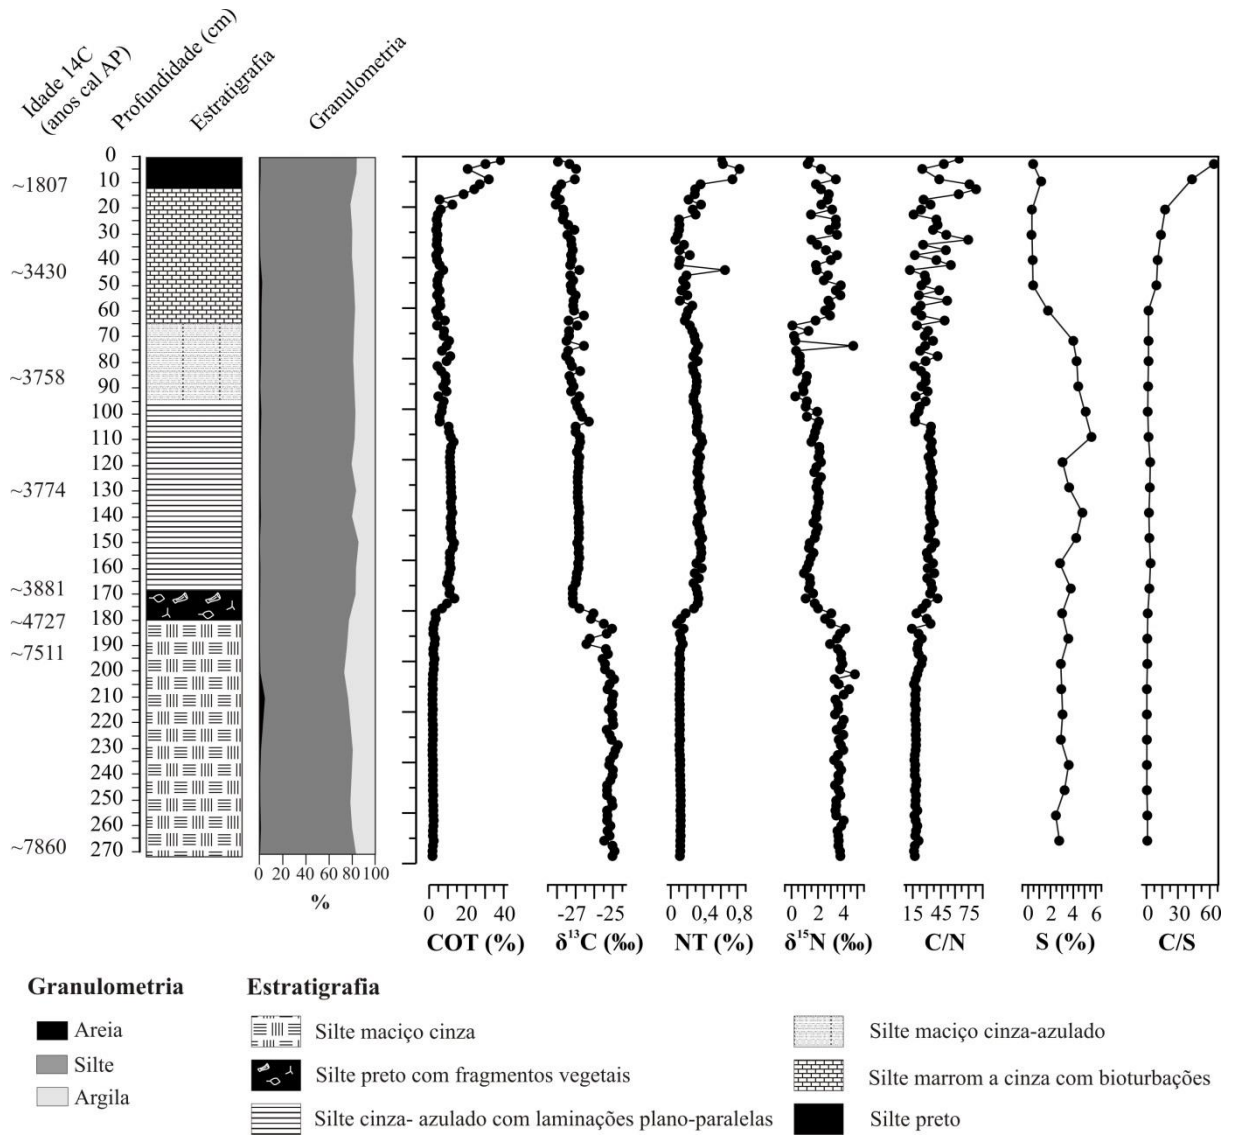 Idade 14C
(anos cal AP)
Profundidade (cm)
Estratigrafia
Granulometria
~1807
~3430
~3758
~3774
~3881
~4727
~7511
~7860
0
10
20
30
40
50
60
70
80
90
100
110
120
130
140
150
160
170
180
190
200
210
220
230
240
250
260
270
0 20 40 60 80 100
%
0 20 40
COT (%)
-27 -25
δ¹³C (‰)
0 0,4 0,8
NT (%)
0 2 4
δ¹⁵N (‰)
15 45 75
C/N
0 2 4 6
S (%)
0 30 60
C/S
Granulometria
Areia
Silte
Argila
Estratigrafia
Silte maciço cinza
Silte preto com fragmentos vegetais
Silte cinza- azulado com laminações plano-paralelas
Silte maciço cinza-azulado
Silte marrom a cinza com bioturbações
Silte preto